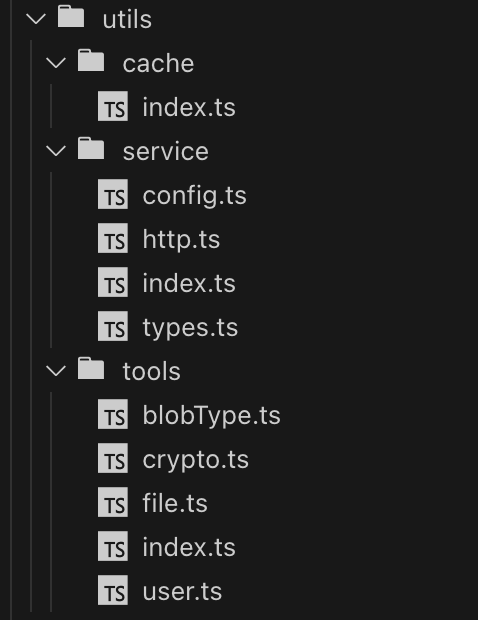 utils
cache
TS index.ts
service
TS config.ts
TS http.ts
TS index.ts
TS types.ts
tools
TS blobType.ts
TS crypto.ts
TS file.ts
TS index.ts
TS user.ts